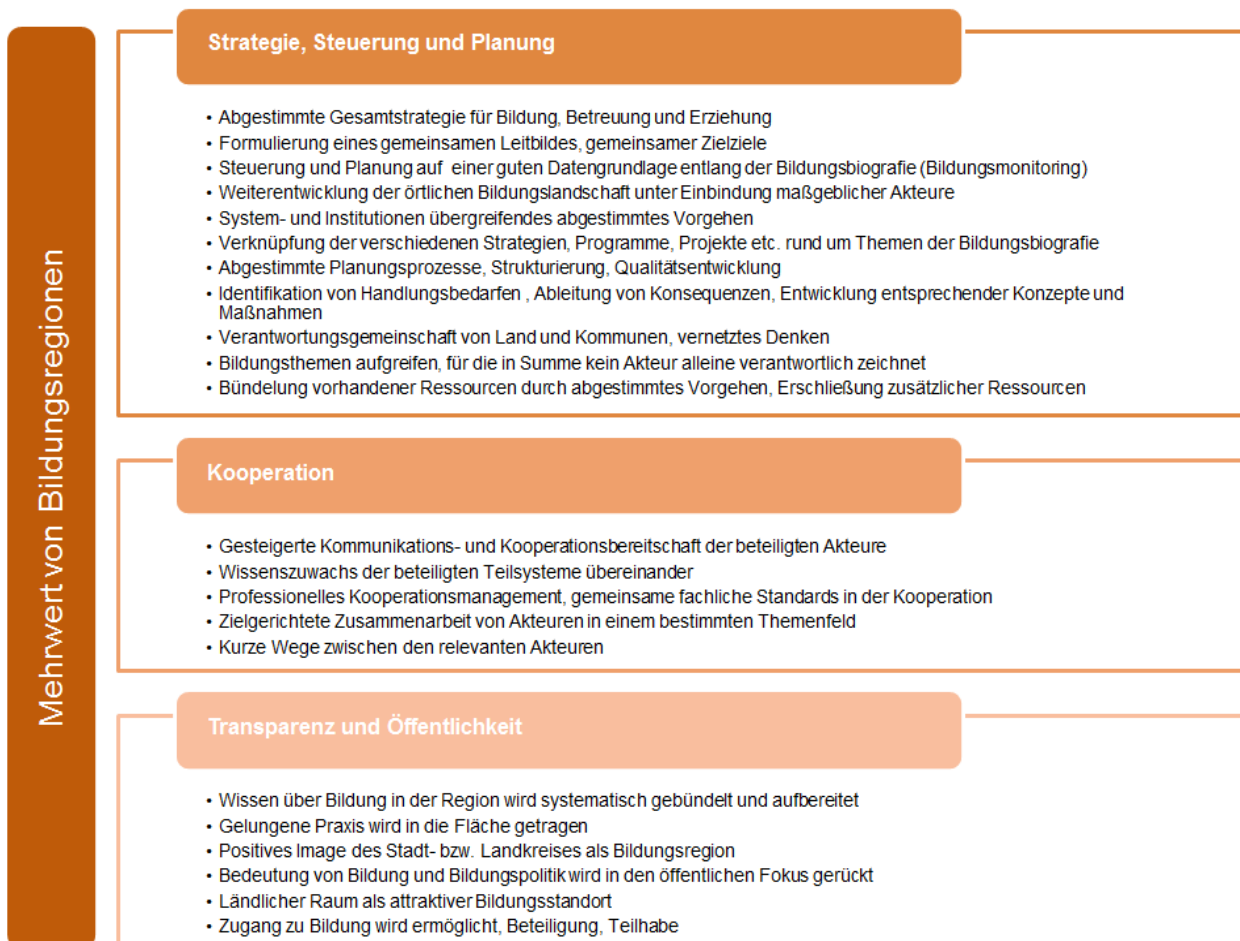 Mehrwert von Bildungsregionen
Strategie, Steuerung und Planung
• Abgestimmte Gesamtstrategie für Bildung, Betreuung und Erziehung
• Formulierung eines gemeinsamen Leitbildes, gemeinsamer Zielziele
• Steuerung und Planung auf einer guten Datengrundlage entlang der Bildungsbiografie (Bildungsmonitoring)
• Weiterentwicklung der örtlichen Bildungslandschaft unter Einbindung maßgeblicher Akteure
• System- und Institutionen übergreifendes abgestimmtes Vorgehen
• Verknüpfung der verschiedenen Strategien, Programme, Projekte etc. rund um Themen der Bildungsbiografie
• Abgestimmte Planungsprozesse, Strukturierung, Qualitätsentwicklung
• Identifikation von Handlungsbedarfen , Ableitung von Konsequenzen, Entwicklung entsprechender Konzepte und
Maßnahmen
• Verantwortungsgemeinschaft von Land und Kommunen, vernetztes Denken
• Bildungsthemen aufgreifen, für die in Summe kein Akteur alleine verantwortlich zeichnet
• Bündelung vorhandener Ressourcen durch abgestimmtes Vorgehen, Erschließung zusätzlicher Ressourcen
Kooperation
• Gesteigerte Kommunikations- und Kooperationsbereitschaft der beteiligten Akteure
• Wissenszuwachs der beteiligten Teilsysteme übereinander
• Professionelles Kooperationsmanagement, gemeinsame fachliche Standards in der Kooperation
• Zielgerichtete Zusammenarbeit von Akteuren in einem bestimmten Themenfeld
• Kurze Wege zwischen den relevanten Akteuren
Transparenz und Öffentlichkeit
• Wissen über Bildung in der Region wird systematisch gebündelt und aufbereitet
• Gelungene Praxis wird in die Fläche getragen
• Positives Image des Stadt- bzw. Landkreises als Bildungsregion
• Bedeutung von Bildung und Bildungspolitik wird in den öffentlichen Fokus gerückt
• Ländlicher Raum als attraktiver Bildungsstandort
• Zugang zu Bildung wird ermöglicht, Beteiligung, Teilhabe